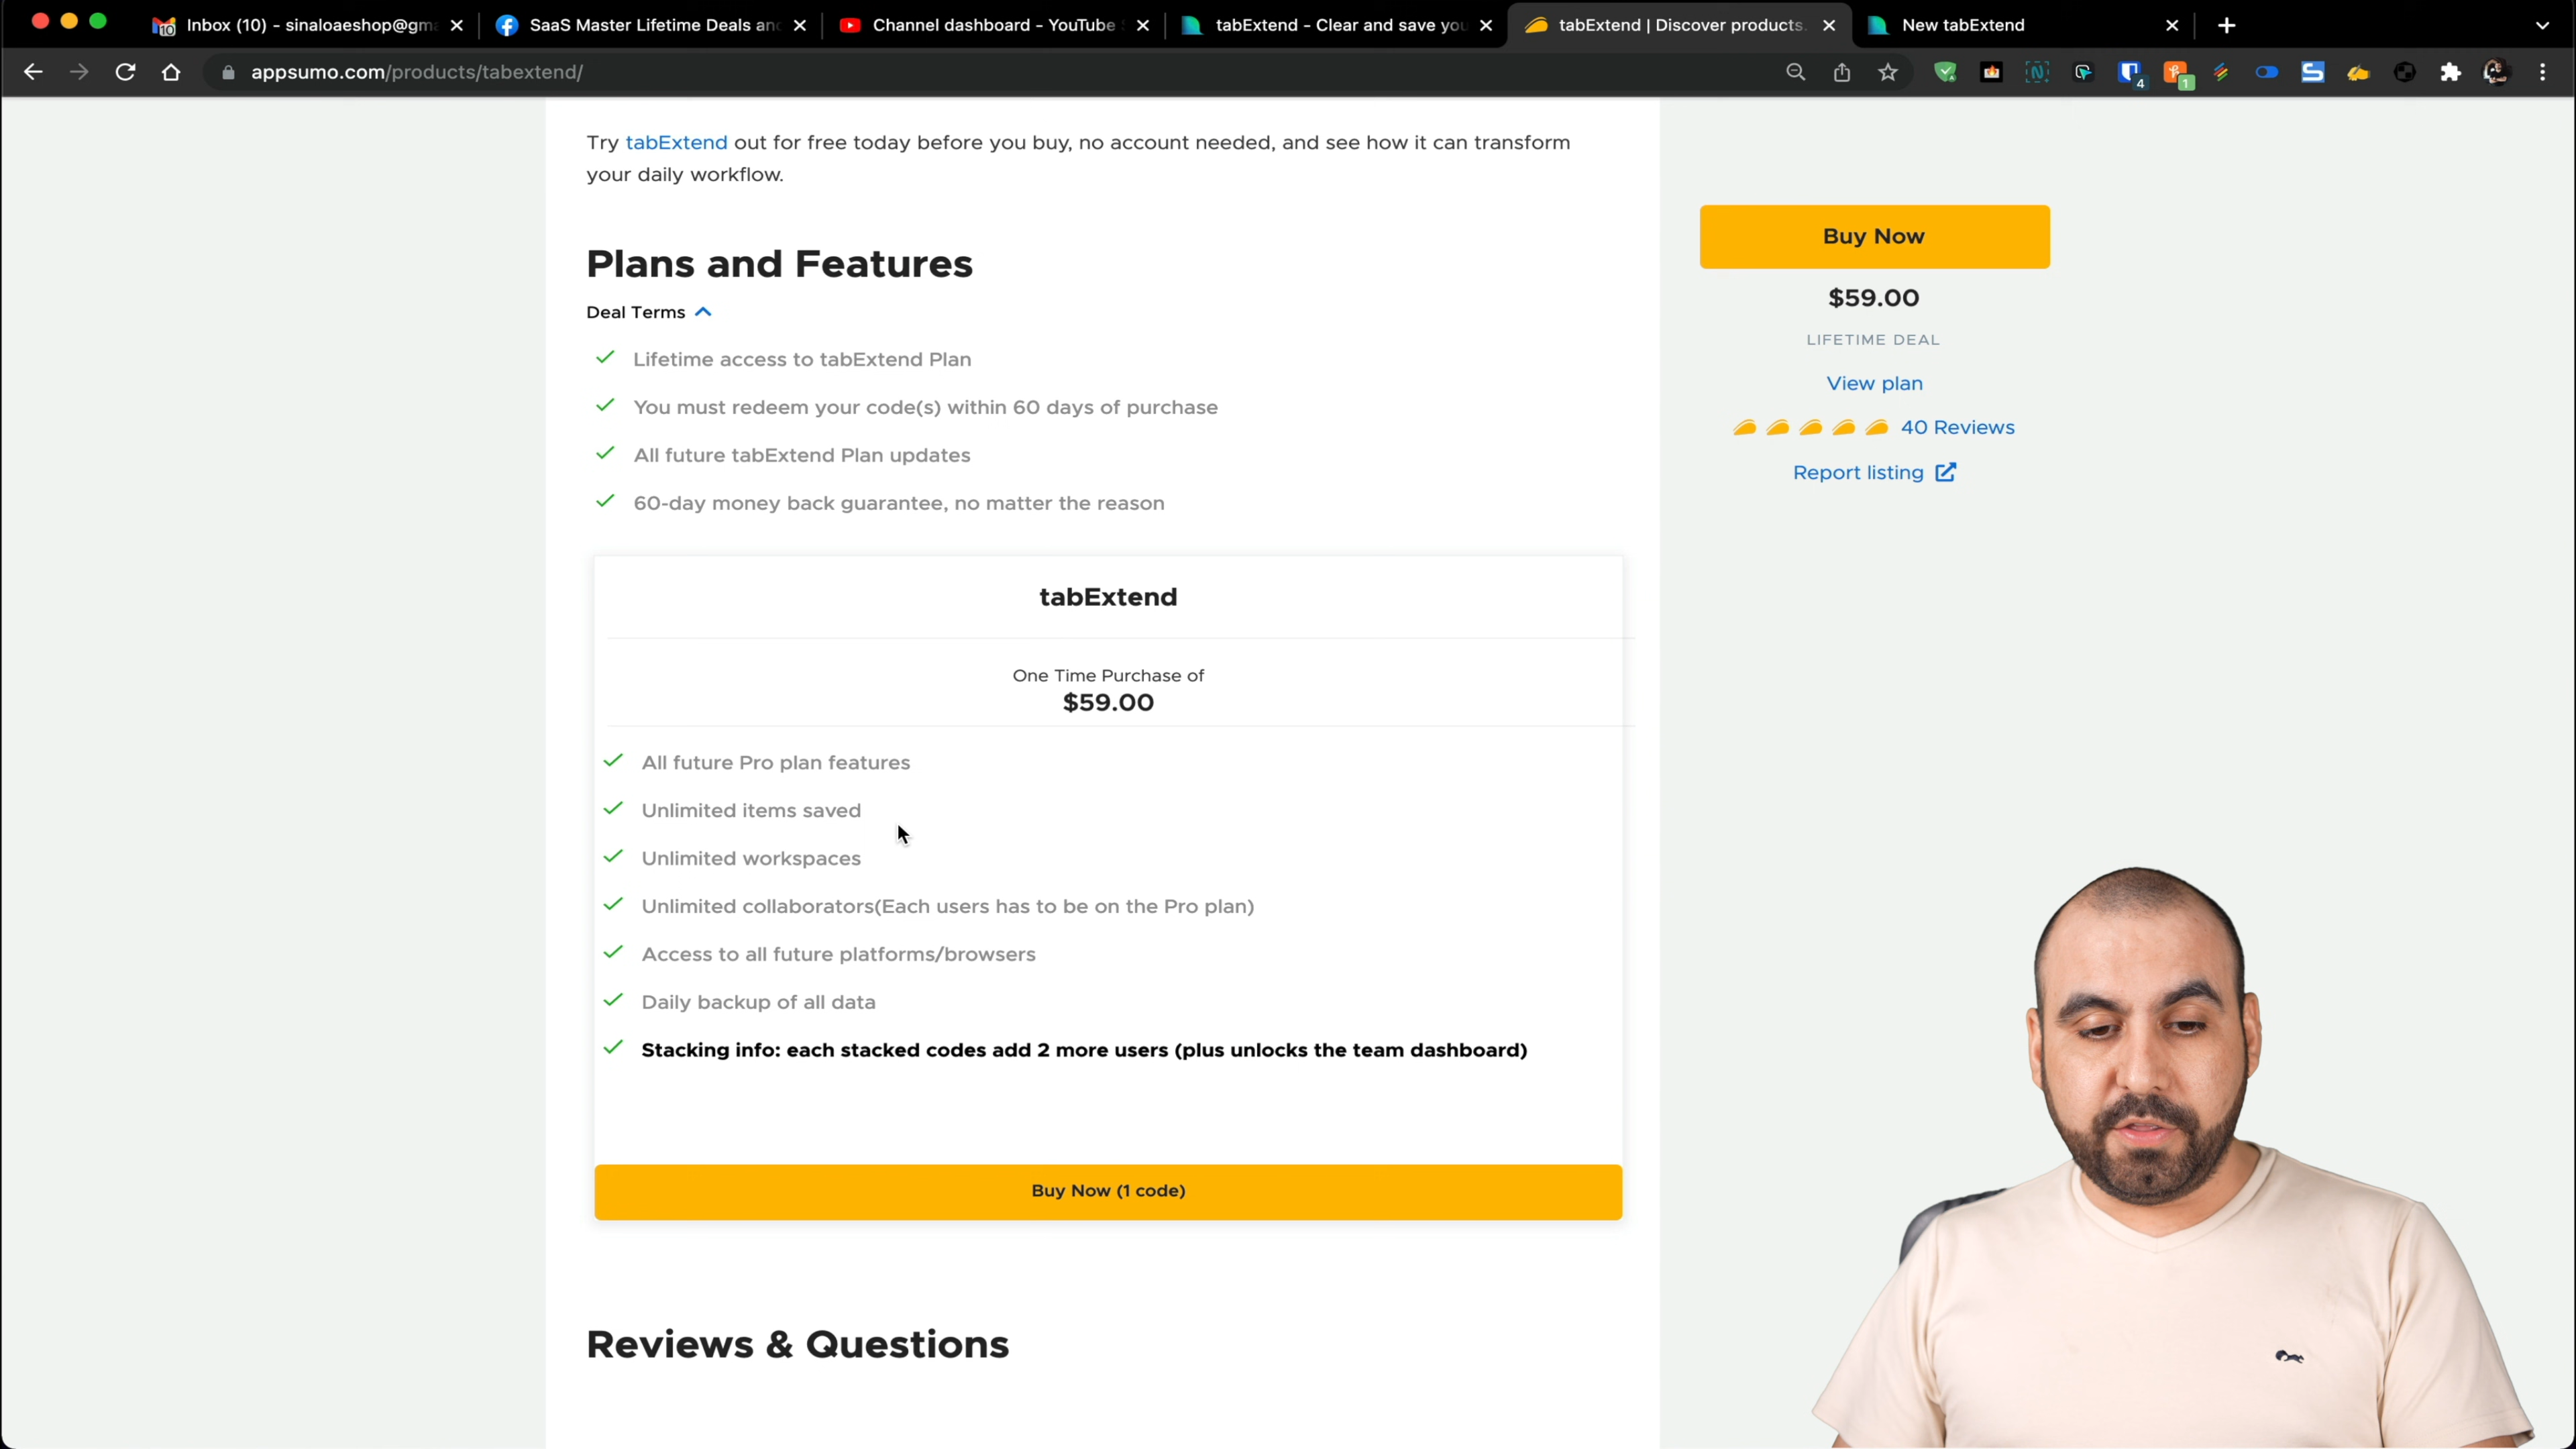 Inbox (10) - sinaloaeshop@gm
SaaS Master Lifetime Deals an
Channel dashboard - YouTube
tabExtend - Clear and save you
tabExtend | Discover products.
New tabExtend
appsumo.com/products/tabextend/
4
1
Try tabExtend out for free today before you buy, no account needed, and see how it can transform
your daily workflow.
Plans and Features
Deal Terms
Lifetime access to tabExtend Plan
You must redeem your code(s) within 60 days of purchase
All future tabExtend Plan updates
60-day money back guarantee, no matter the reason
Buy Now
$59.00
LIFETIME DEAL
View plan
40 Reviews
Report listing
tabExtend
One Time Purchase of
$59.00
All future Pro plan features
Unlimited items saved
Unlimited workspaces
Unlimited collaborators(Each users has to be on the Pro plan)
Access to all future platforms/browsers
Daily backup of all data
Stacking info: each stacked codes add 2 more users (plus unlocks the team dashboard)
Buy Now (1 code)
Reviews & Questions